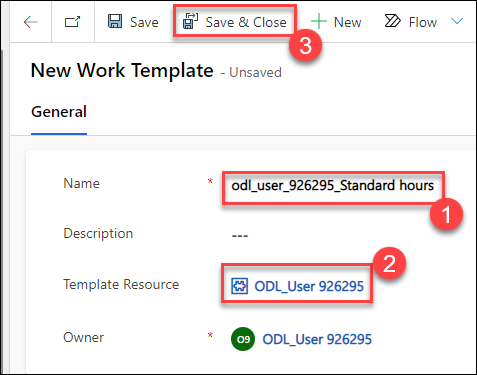 Save Save & Close New Flow
3
New Work Template - Unsaved
General
Name * odl_user_926295_Standard hours
1
Description ---
2
Template Resource ODL_User 926295
Owner * O9 ODL_User 926295